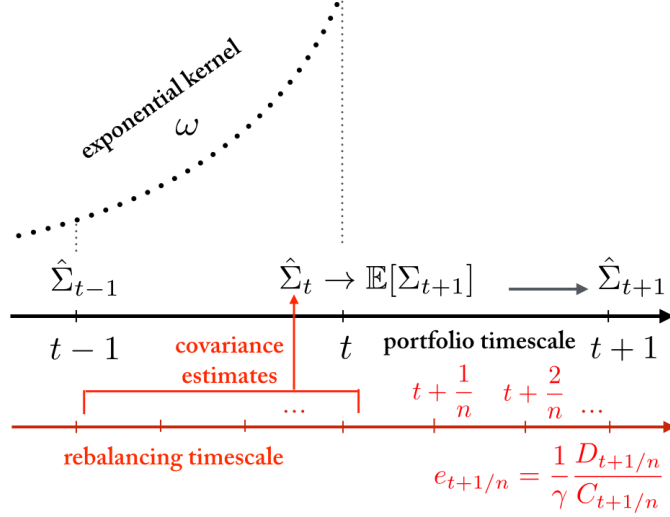 exponential kernel
ω
Σ̂_{t−1}
Σ̂_t → 𝔼[Σ_{t+1}]
Σ̂_{t+1}
t − 1
t
portfolio timescale
t + 1
covariance
estimates
...
t + 1/n
t + 2/n
...
rebalancing timescale
e_{t+1/n} = 1/γ D_{t+1/n}/C_{t+1/n}